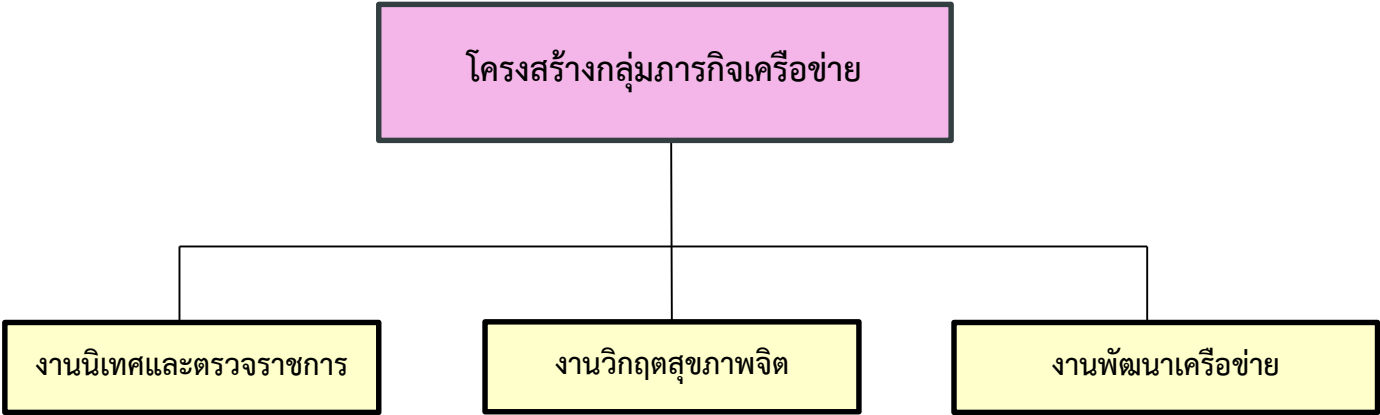 โครงสร้างกลุ่มภารกิจเครือข่าย
งานนิเทศและตรวจราชการ
งานวิกฤตสุขภาพจิต
งานพัฒนาเครือข่าย